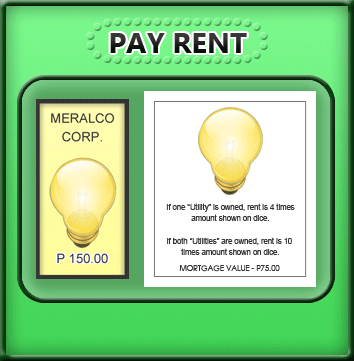 PAY RENT
MERALCO
CORP.
P 150.00
If one "Utility" is owned, rent is 4 times
amount shown on dice.
If both "Utilities" are owned, rent is 10
times amount shown on dice.
MORTGAGE VALUE - P75.00